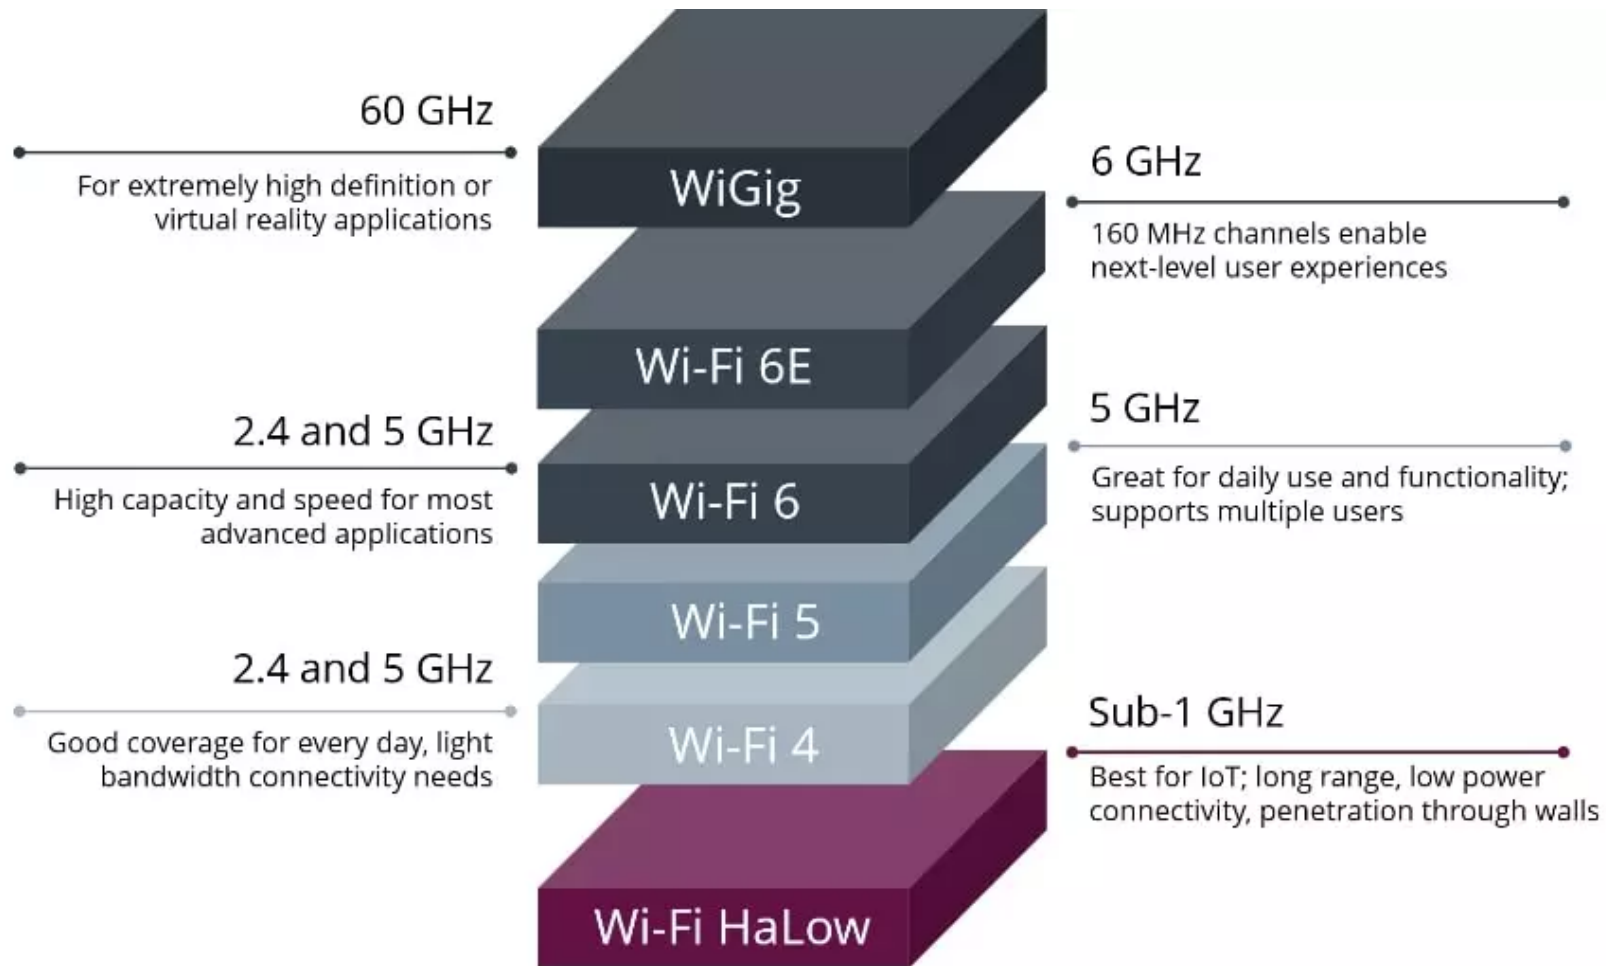 60 GHz
For extremely high definition or
virtual reality applications
WiGig
6 GHz
160 MHz channels enable
next-level user experiences
Wi-Fi 6E
2.4 and 5 GHz
High capacity and speed for most
advanced applications
Wi-Fi 6
5 GHz
Great for daily use and functionality;
supports multiple users
Wi-Fi 5
2.4 and 5 GHz
Good coverage for every day, light
bandwidth connectivity needs
Wi-Fi 4
Sub-1 GHz
Best for IoT; long range, low power
connectivity, penetration through walls
Wi-Fi HaLow